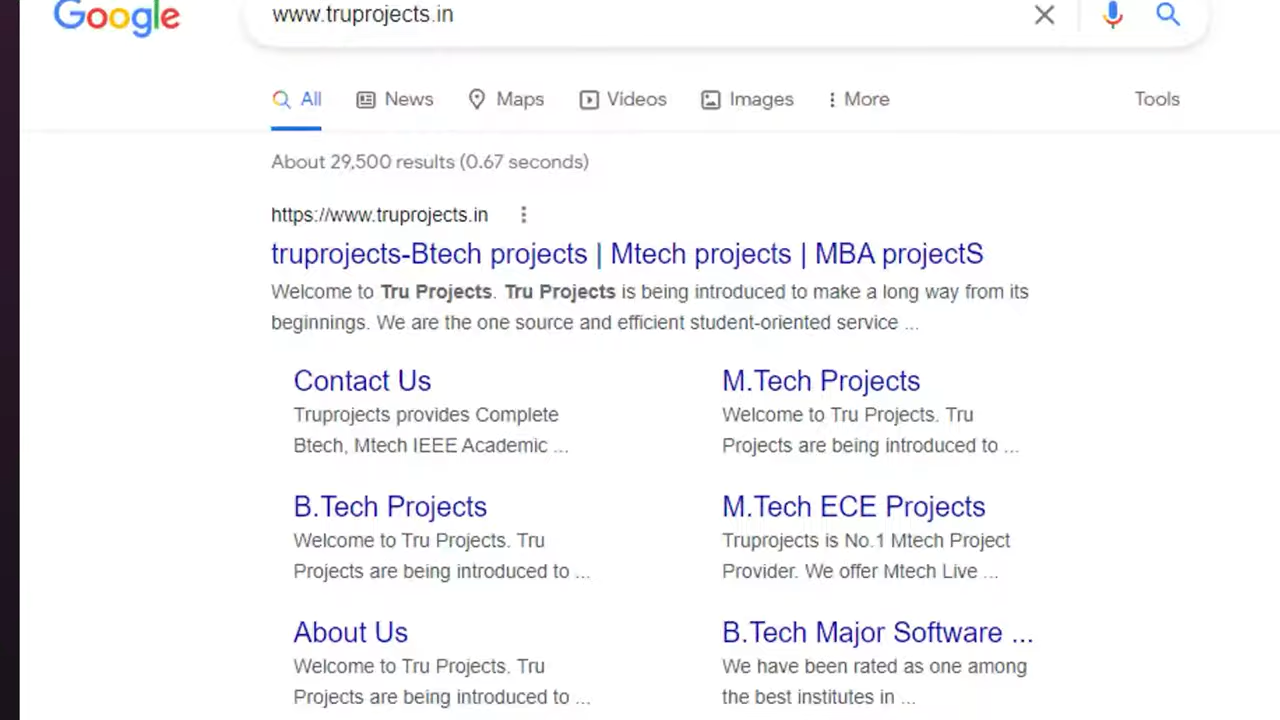 Google
www.truprojects.in
All
News
Maps
Videos
Images
More
Tools
About 29,500 results (0.67 seconds)
https://www.truprojects.in
truprojects-Btech projects | Mtech projects | MBA projectS
Welcome to Tru Projects. Tru Projects is being introduced to make a long way from its
beginnings. We are the one source and efficient student-oriented service ...
Contact Us
Truprojects provides Complete
Btech, Mtech IEEE Academic ...
M.Tech Projects
Welcome to Tru Projects. Tru
Projects are being introduced to ...
B.Tech Projects
Welcome to Tru Projects. Tru
Projects are being introduced to ...
M.Tech ECE Projects
Truprojects is No.1 Mtech Project
Provider. We offer Mtech Live ...
About Us
Welcome to Tru Projects. Tru
Projects are being introduced to ...
B.Tech Major Software ...
We have been rated as one among
the best institutes in ...